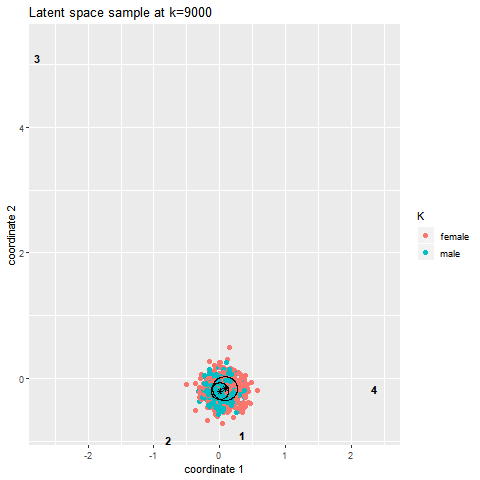 Latent space sample at k=9000
3
4
2
0
4
1
2
-2
-1
0
1
2
coordinate 1
coordinate 2
K
female
male